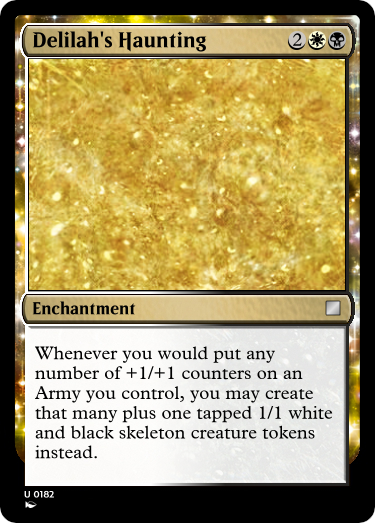 Delilah's Haunting 2
Enchantment
Whenever you would put any
number of +1/+1 counters on an
Army you control, you may create
that many plus one tapped 1/1 white
and black skeleton creature tokens
instead.
U 0182